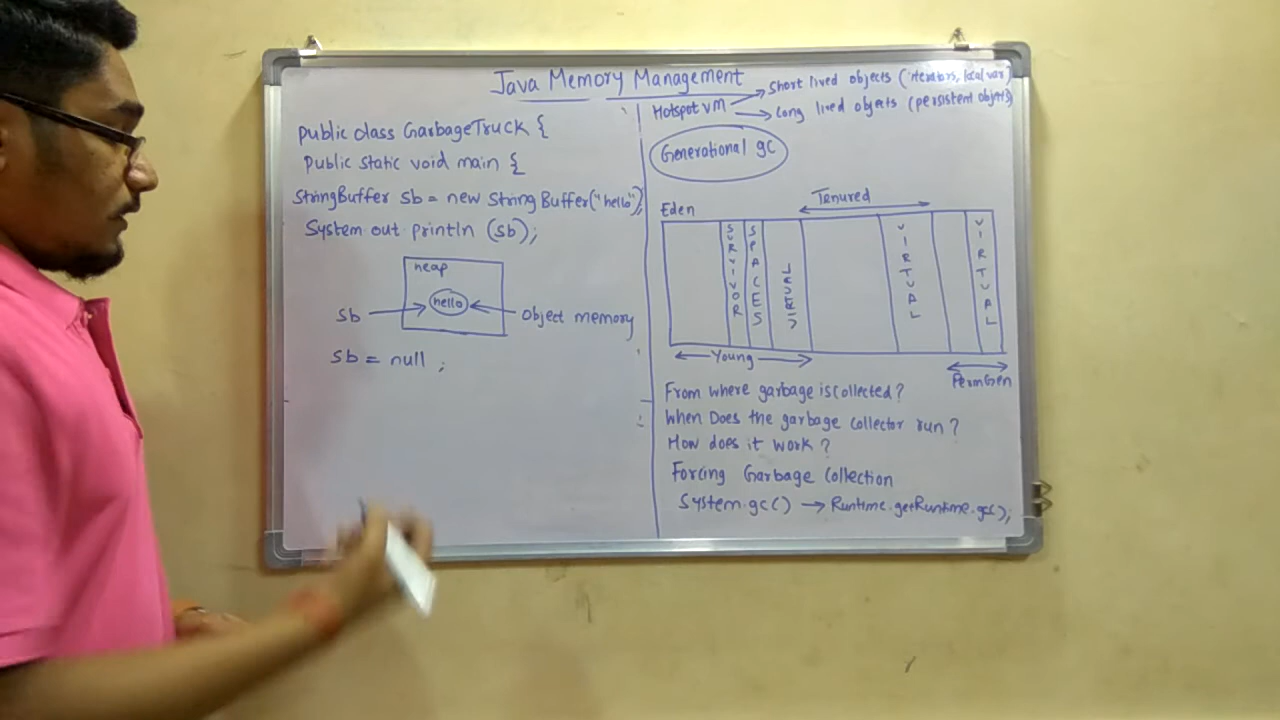 Java Memory Management
public class GarbageTruck {
public static void main {
StringBuffer sb = new StringBuffer("hello");
System out println (sb);
heap
hello
sb
object memory
sb = null ;
Hotspot vm
Short lived objects (iterators, local var)
Long lived objects (persistent objects)
Generational gc
Tenured
Eden
SURVIVOR
SPACES
VIRTUAL
VIRTUAL
Young
PermGen
From where garbage is collected?
When Does the garbage collector run?
How does it work?
Forcing Garbage Collection
System.gc() → Runtime.getRuntime.gc();